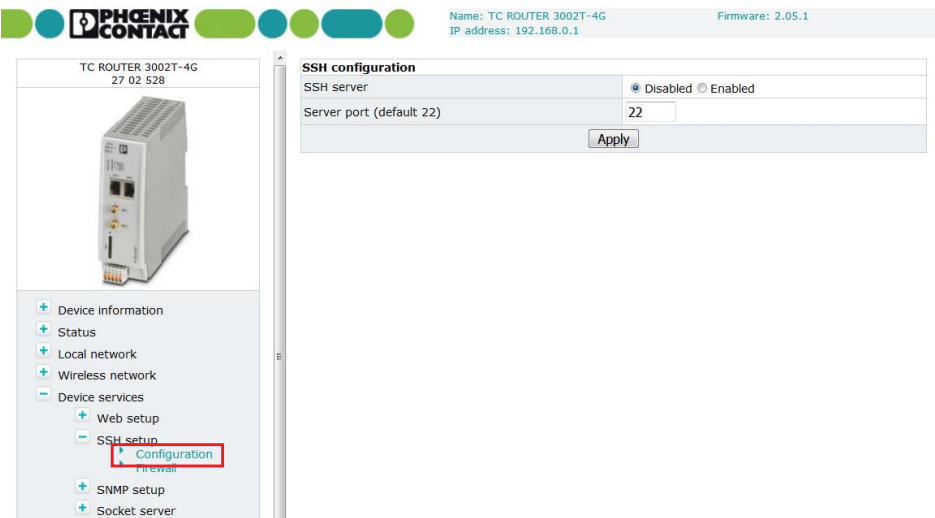 PHŒNIX
CONTACT
Name: TC ROUTER 3002T-4G
Firmware: 2.05.1
IP address: 192.168.0.1
TC ROUTER 3002T-4G
27 02 528
Device information
Status
Local network
Wireless network
Device services
Web setup
SSH setup
Configuration
Firewall
SNMP setup
Socket server
SSH configuration
SSH server Disabled Enabled
Server port (default 22) 22
Apply